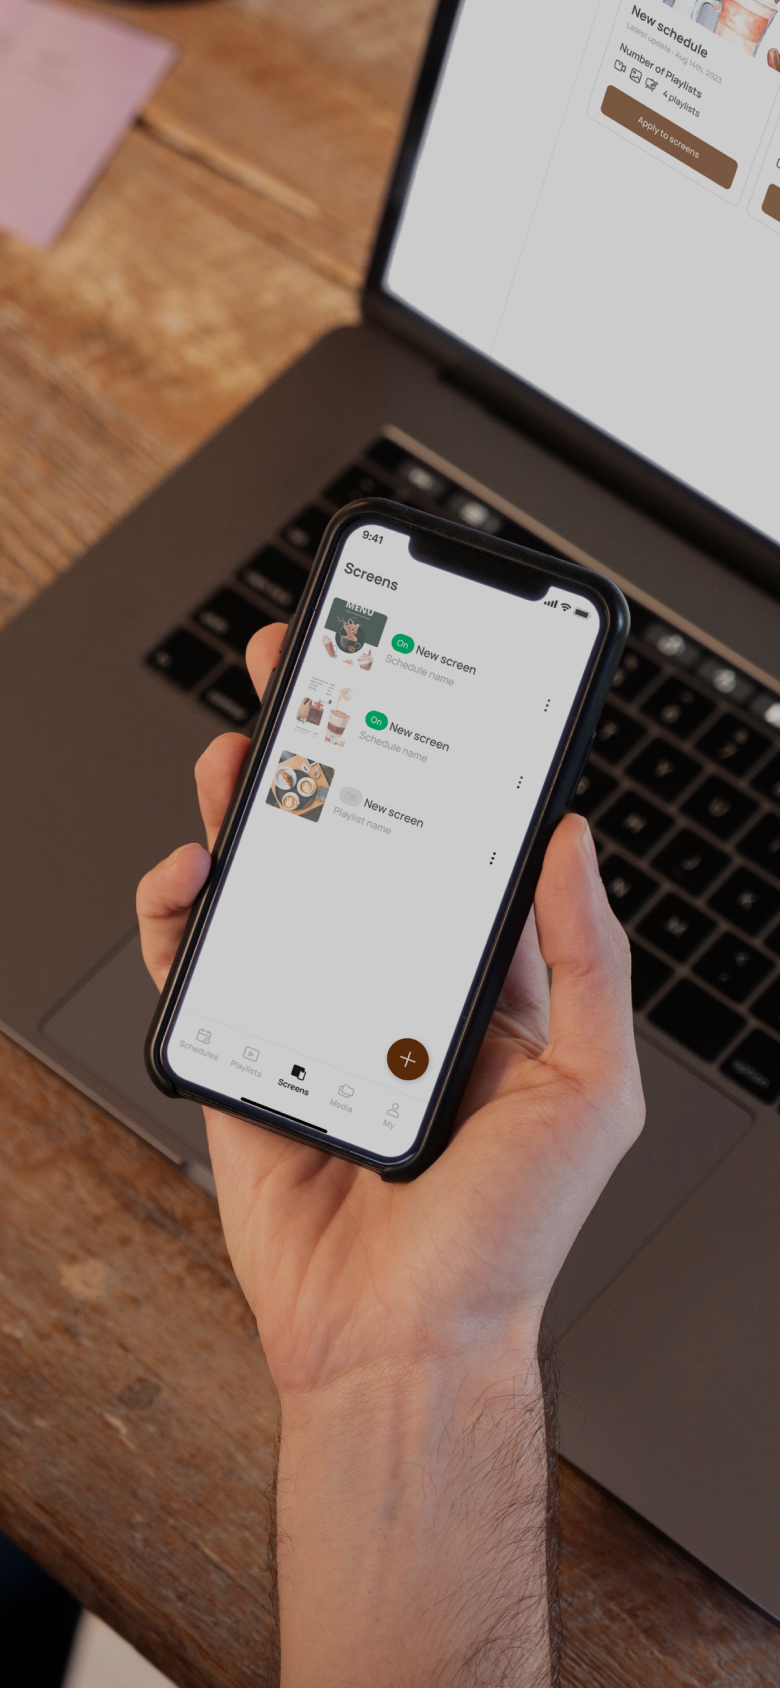 New schedule
Latest update : Aug 14th, 2023
Number of Playlists
4 playlists
Apply to screens
9:41
Screens
MENU
On
New screen
Schedule name
On
New screen
Schedule name
New screen
Playlist name
Schedules
Playlists
Screens
Media
My